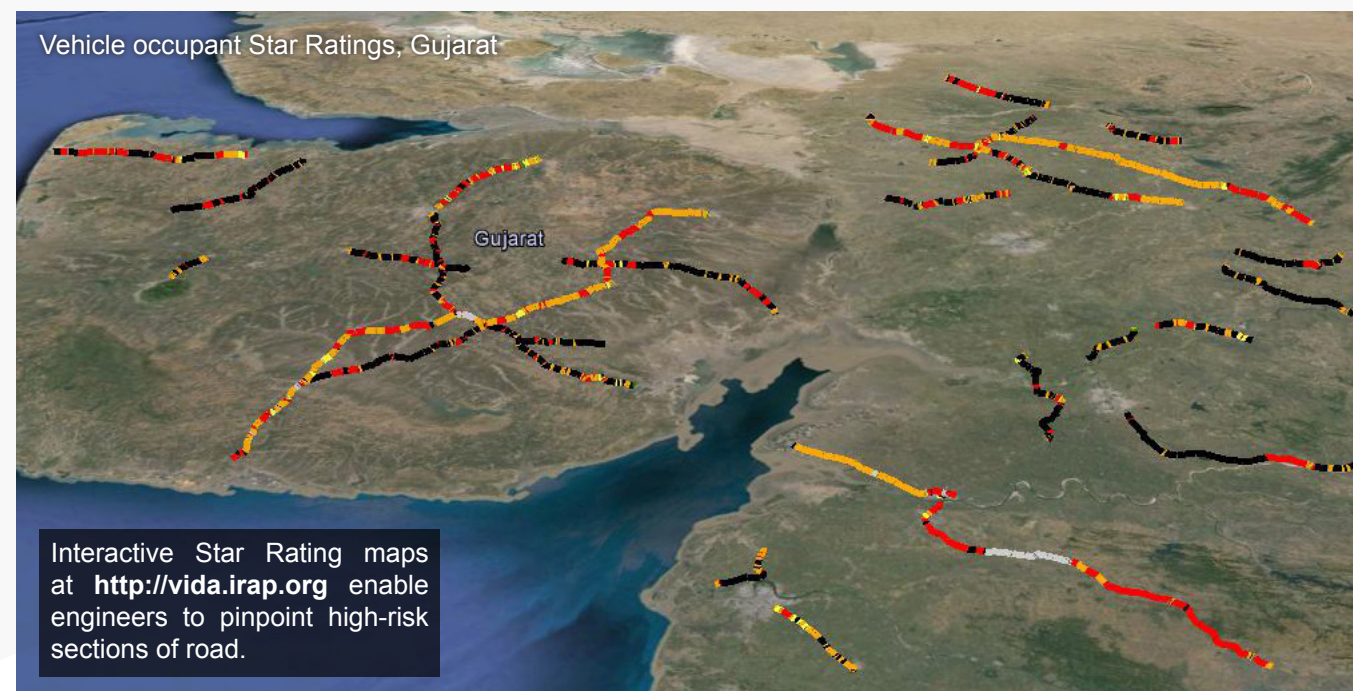 Vehicle occupant Star Ratings, Gujarat
Gujarat
Interactive Star Rating maps
at http://vida.irap.org enable
engineers to pinpoint high-risk
sections of road.